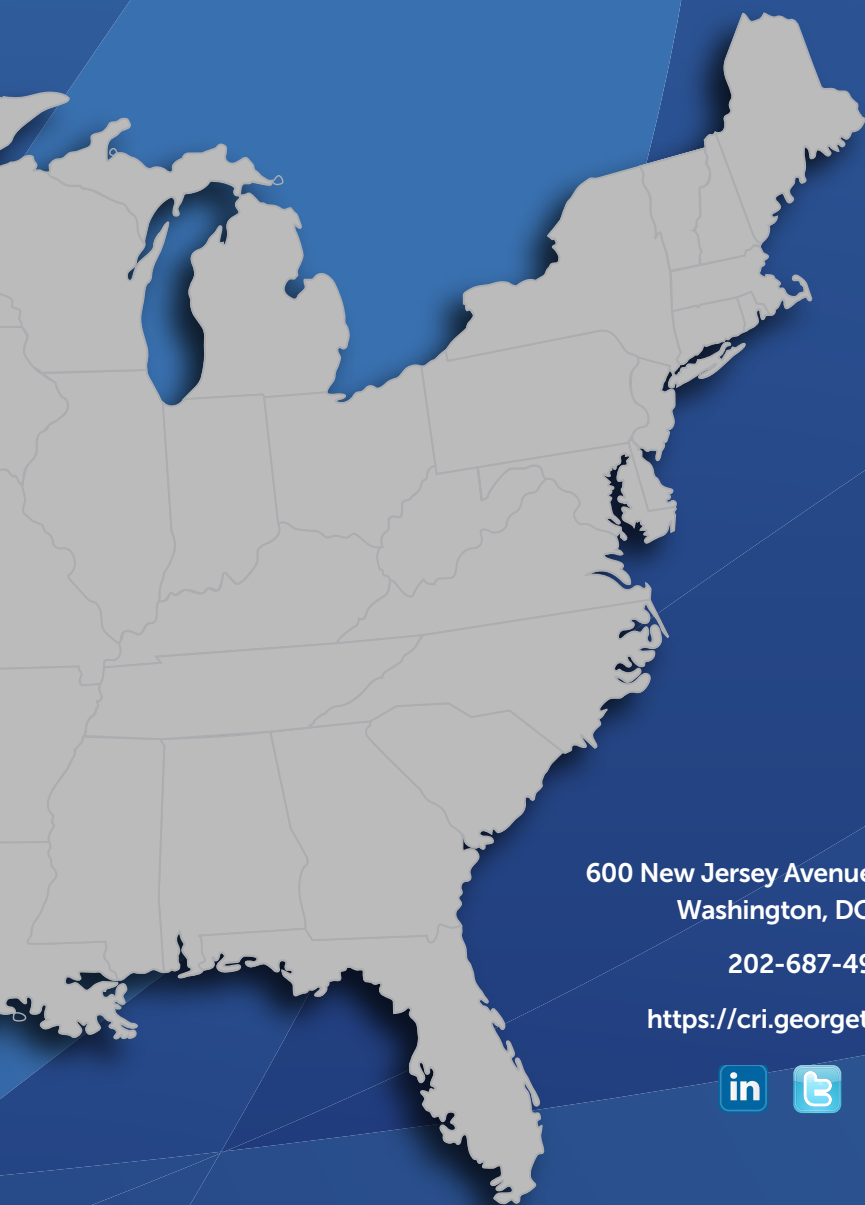 600 New Jersey Avenue
Washington, DC
202-687-49
https://cri.georget
in
t